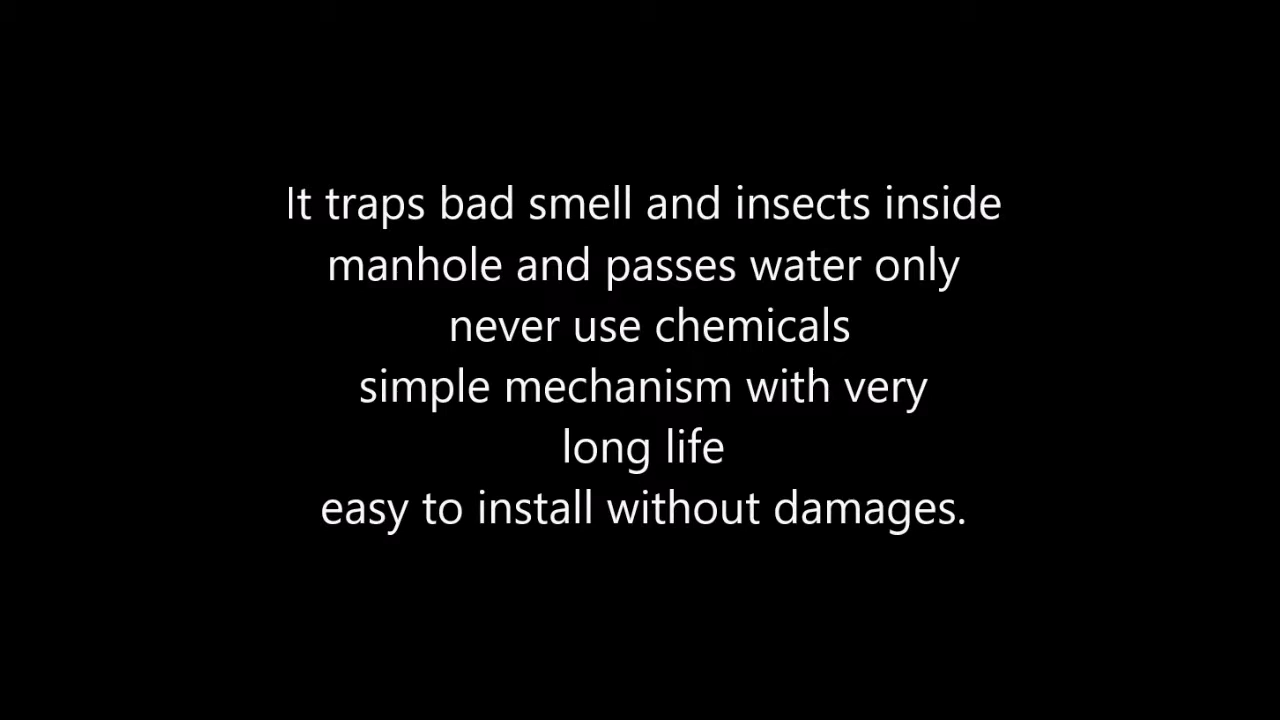 It traps bad smell and insects inside
manhole and passes water only
never use chemicals
simple mechanism with very
long life
easy to install without damages.